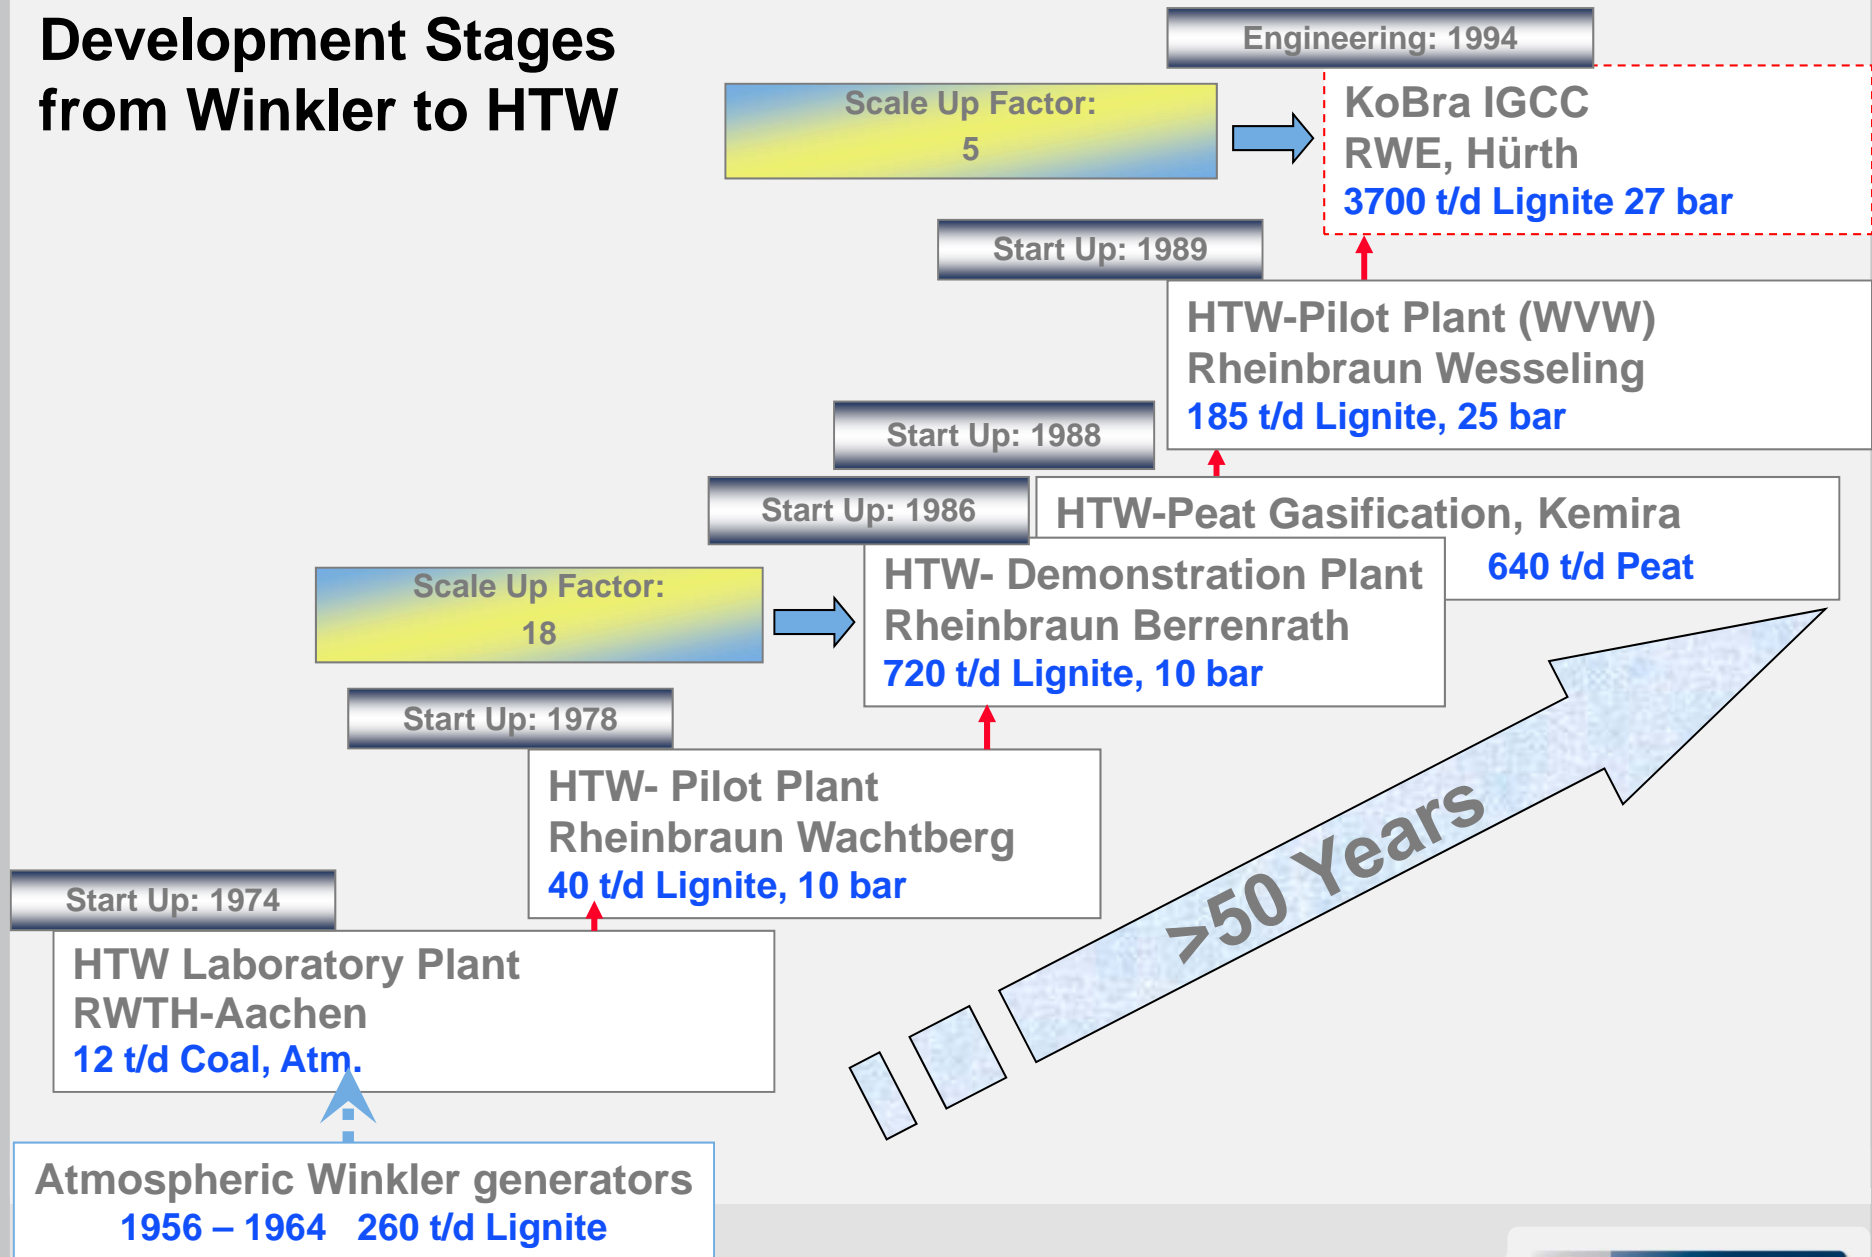 Development Stages
from Winkler to HTW
Engineering: 1994
Scale Up Factor:
5
KoBra IGCC
RWE, Hürth
3700 t/d Lignite 27 bar
Start Up: 1989
HTW-Pilot Plant (WVW)
Rheinbraun Wesseling
185 t/d Lignite, 25 bar
Start Up: 1988
HTW-Peat Gasification, Kemira
640 t/d Peat
Start Up: 1986
HTW- Demonstration Plant
Rheinbraun Berrenrath
720 t/d Lignite, 10 bar
Scale Up Factor:
18
Start Up: 1978
HTW- Pilot Plant
Rheinbraun Wachtberg
40 t/d Lignite, 10 bar
>50 Years
Start Up: 1974
HTW Laboratory Plant
RWTH-Aachen
12 t/d Coal, Atm.
Atmospheric Winkler generators
1956 – 1964 260 t/d Lignite